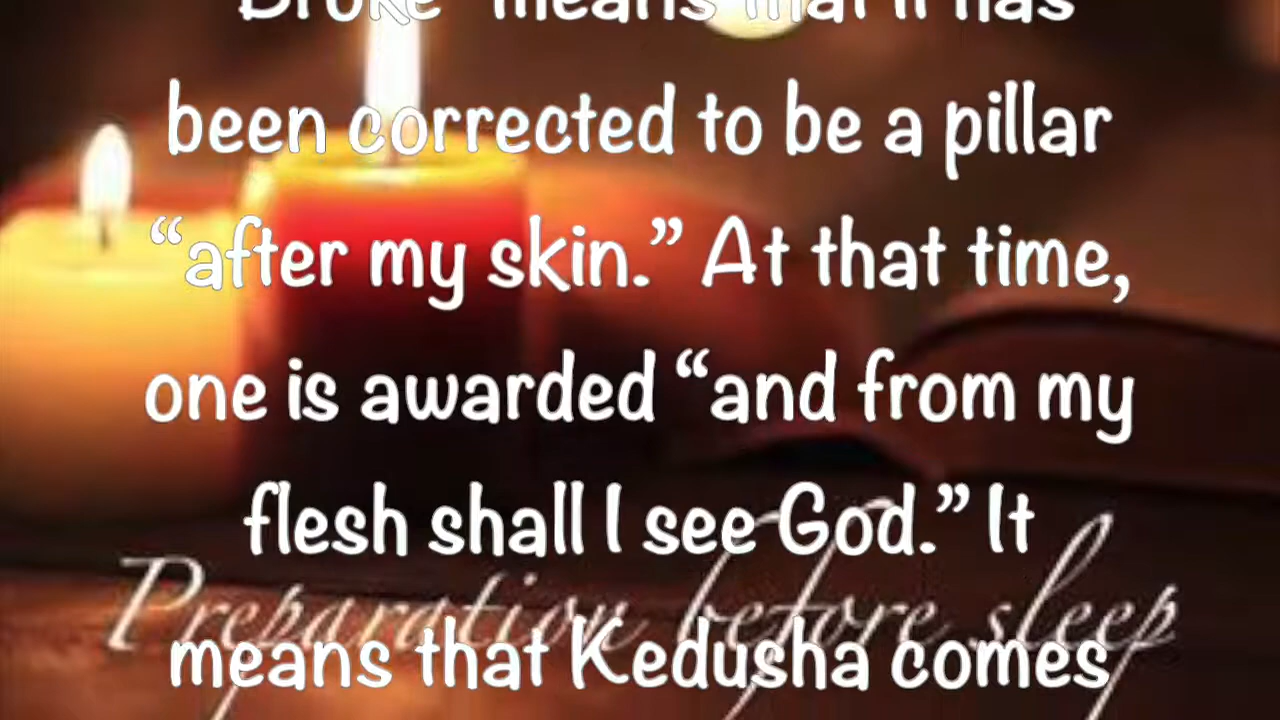 Broke” means that it has
been corrected to be a pillar
“after my skin.” At that time,
one is awarded “and from my
flesh shall I see God.” It
Preparation before sleep
means that Kedusha comes